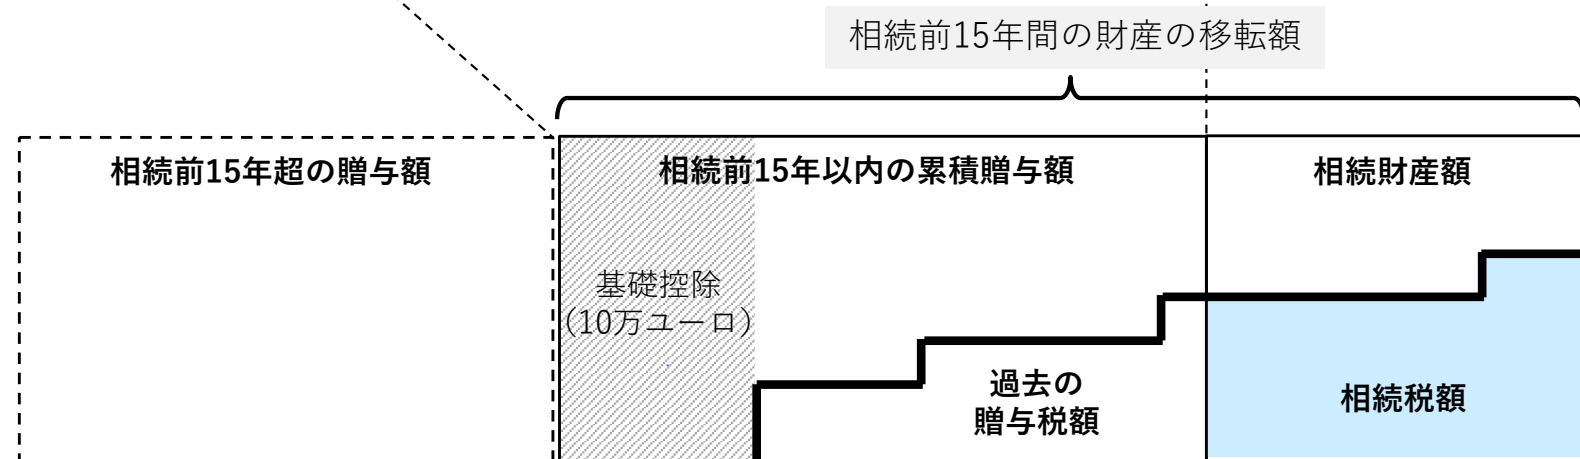 相続前15年間の財産の移転額
相続前15年超の贈与額
相続前15年以内の累積贈与額
相続財産額
基礎控除
（10万ユーロ）
過去の
贈与税額
相続税額